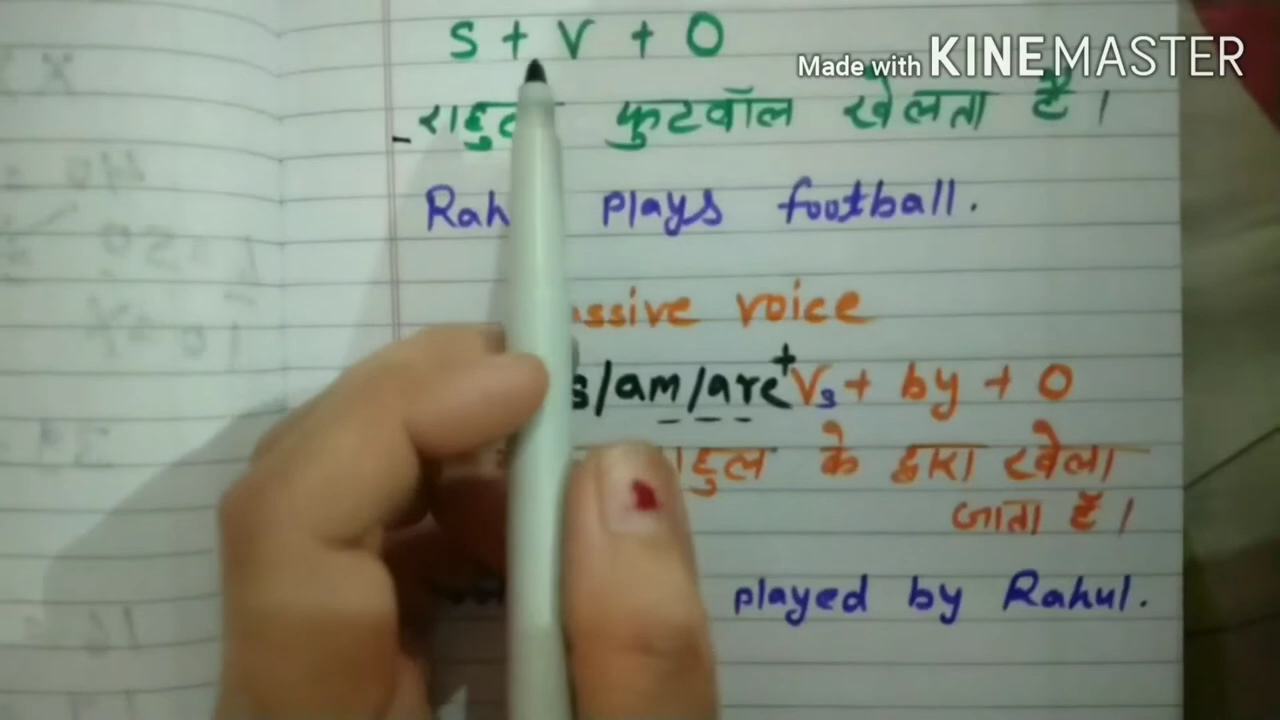 S + V + O
Made with KINEMASTER
फुटबॉल खेलता है।
plays football.
voice
/am/are + V3 + by + O
के द्वारा खेला
जाता है।
played by Rahul.